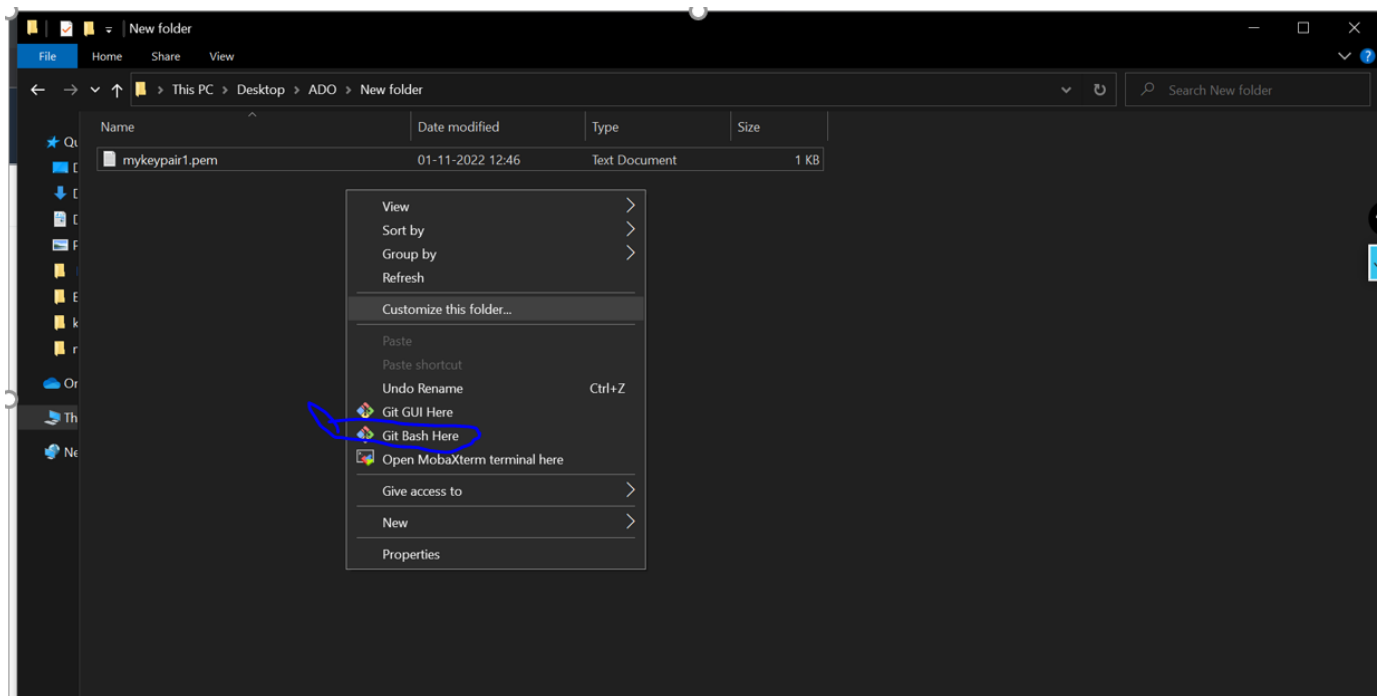 New folder
File Home Share View
This PC > Desktop > ADO > New folder
Search New folder
Name Date modified Type Size
mykeypair1.pem 01-11-2022 12:46 Text Document 1 KB
View
Sort by
Group by
Refresh
Customize this folder...
Paste
Paste shortcut
Undo Rename Ctrl+Z
Git GUI Here
Git Bash Here
Open MobaXterm terminal here
Give access to
New
Properties